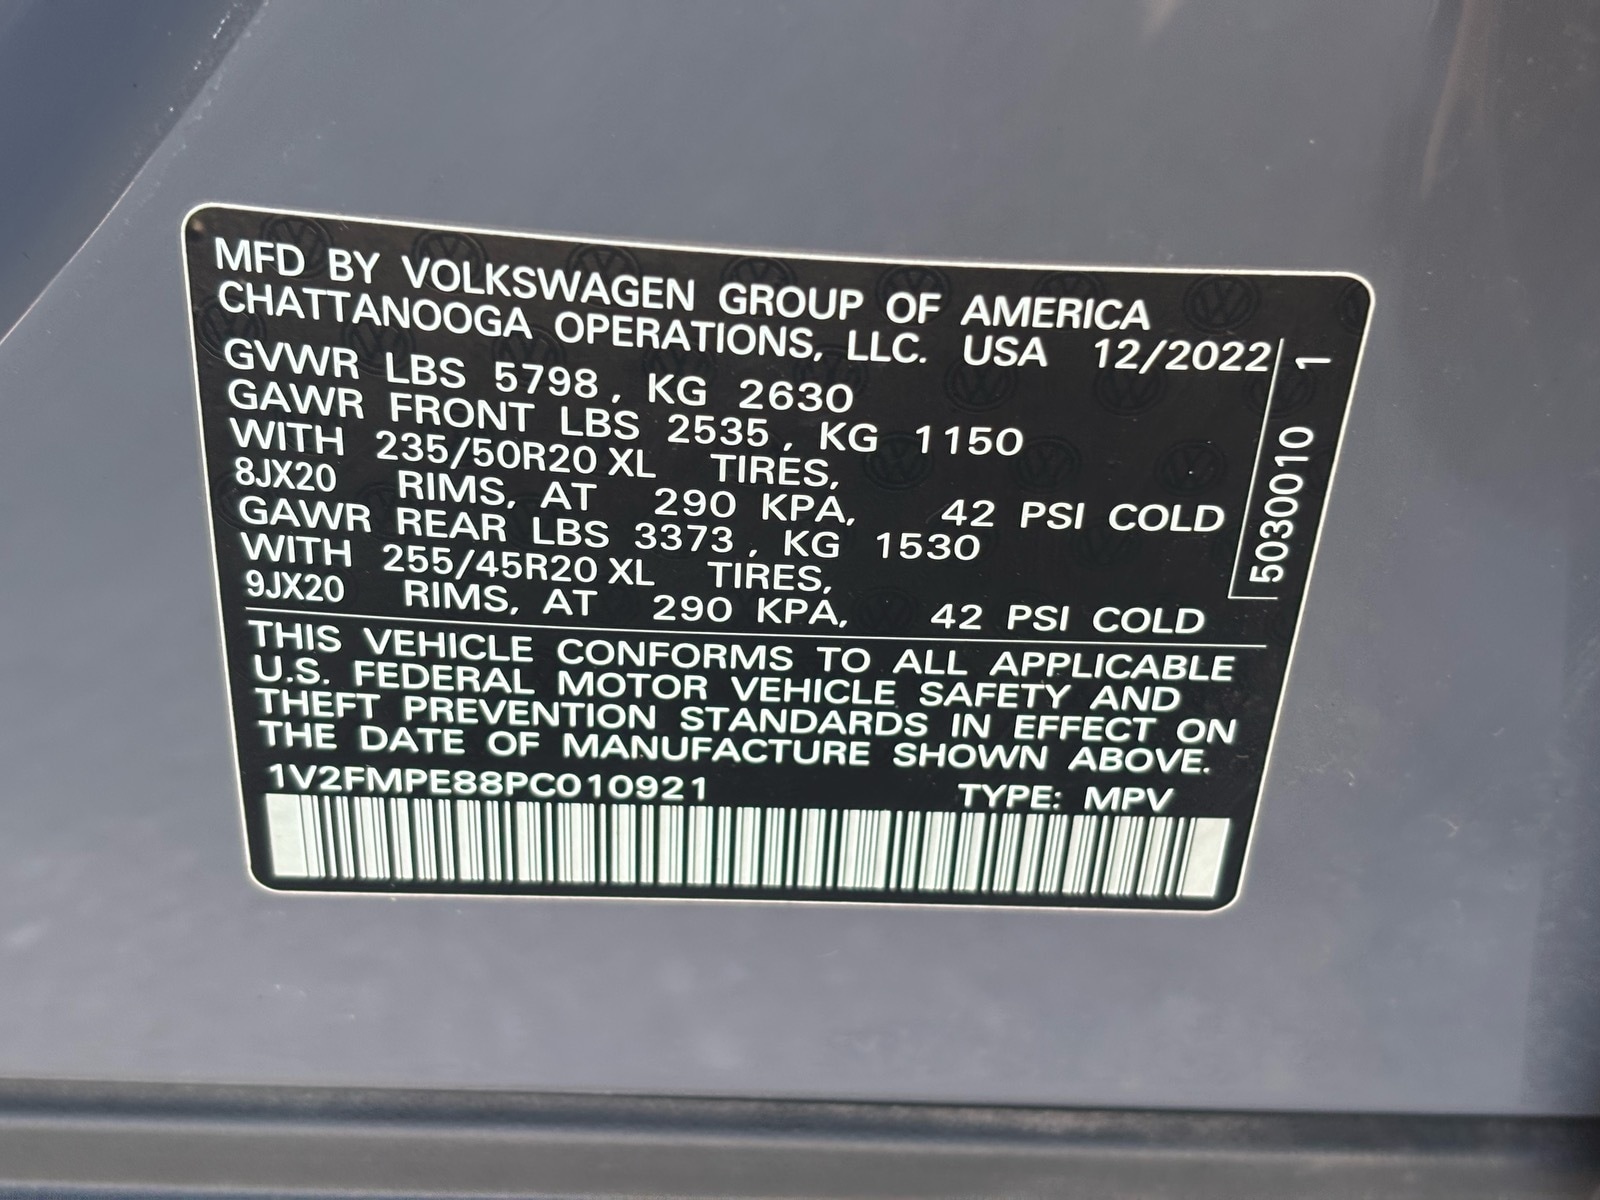 MFD BY VOLKSWAGEN GROUP OF AMERICA
CHATTANOOGA OPERATIONS, LLC. USA 12/2022
GVWR LBS 5798, KG 2630
GAWR FRONT LBS 2535, KG 1150
WITH 235/50R20 XL TIRES,
8JX20 RIMS, AT 290 KPA, 42 PSI COLD
GAWR REAR LBS 3373, KG 1530
WITH 255/45R20 XL TIRES,
9JX20 RIMS, AT 290 KPA, 42 PSI COLD
5030010 1
THIS VEHICLE CONFORMS TO ALL APPLICABLE
U.S. FEDERAL MOTOR VEHICLE SAFETY AND
THEFT PREVENTION STANDARDS IN EFFECT ON
THE DATE OF MANUFACTURE SHOWN ABOVE.
1V2FMPE88PC010921 TYPE: MPV